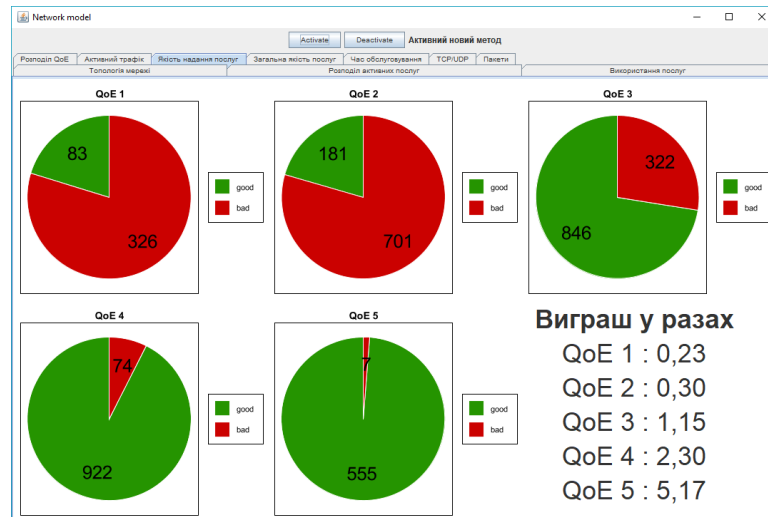 Network model
Activate Deactivate Активний новий метод
Розподіл QoE Активний трафік Якість надання послуг Загальна якість послуг Час обслуговування TCP/UDP Пакети
Топологія мережі Розподіл активних послуг Використання послуг
QoE 1
83
326
good
bad
QoE 2
181
701
good
bad
QoE 3
322
846
good
bad
QoE 4
74
922
good
bad
QoE 5
7
555
good
bad
Виграш у разах
QoE 1 : 0,23
QoE 2 : 0,30
QoE 3 : 1,15
QoE 4 : 2,30
QoE 5 : 5,17